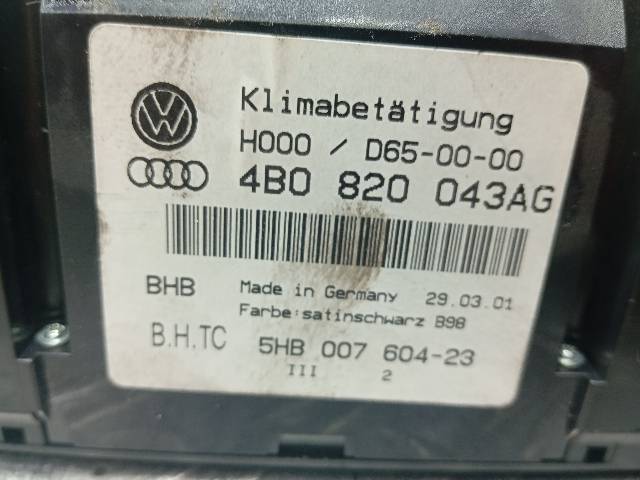 Klimabetätigung
H000 / D65-00-00
4B0 820 043AG
BHB Made in Germany 29.03.01
Farbe:satinschwarz B98
B.H.TC 5HB 007 604-23
III 2